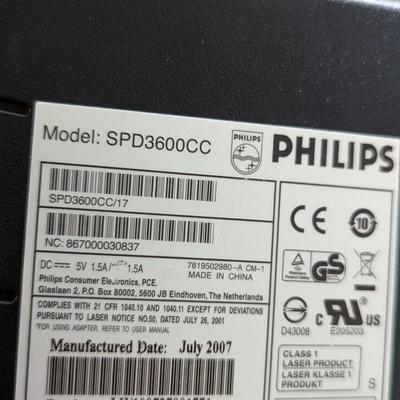 Model: SPD3600CC
PHILIPS
PHILIPS
SPD3600CC/17
NC: 867000030837
DC 5V 1.5A/ 1.5A
7819502980-A CM-1
MADE IN CHINA
Philips Consumer Electronics, PCE.
Glaslaan 2, P.O. Box 80002, 5600 JB Eindhoven, The Netherlands
COMPLIES WITH 21 CFR 1040.10 AND 1040.11 EXCEPT FOR DEVIATIONS
PURSUANT TO LASER NOTICE NO.50, DATED JULY 26, 2001
*FOR USING ADAPTER, REFER TO USER MANUAL
Manufactured Date: July 2007
CE
10
GS
c UL us
D43008
E205203
CLASS 1
LASER PRODUCT
LASER KLASSE 1
PRODUKT
S